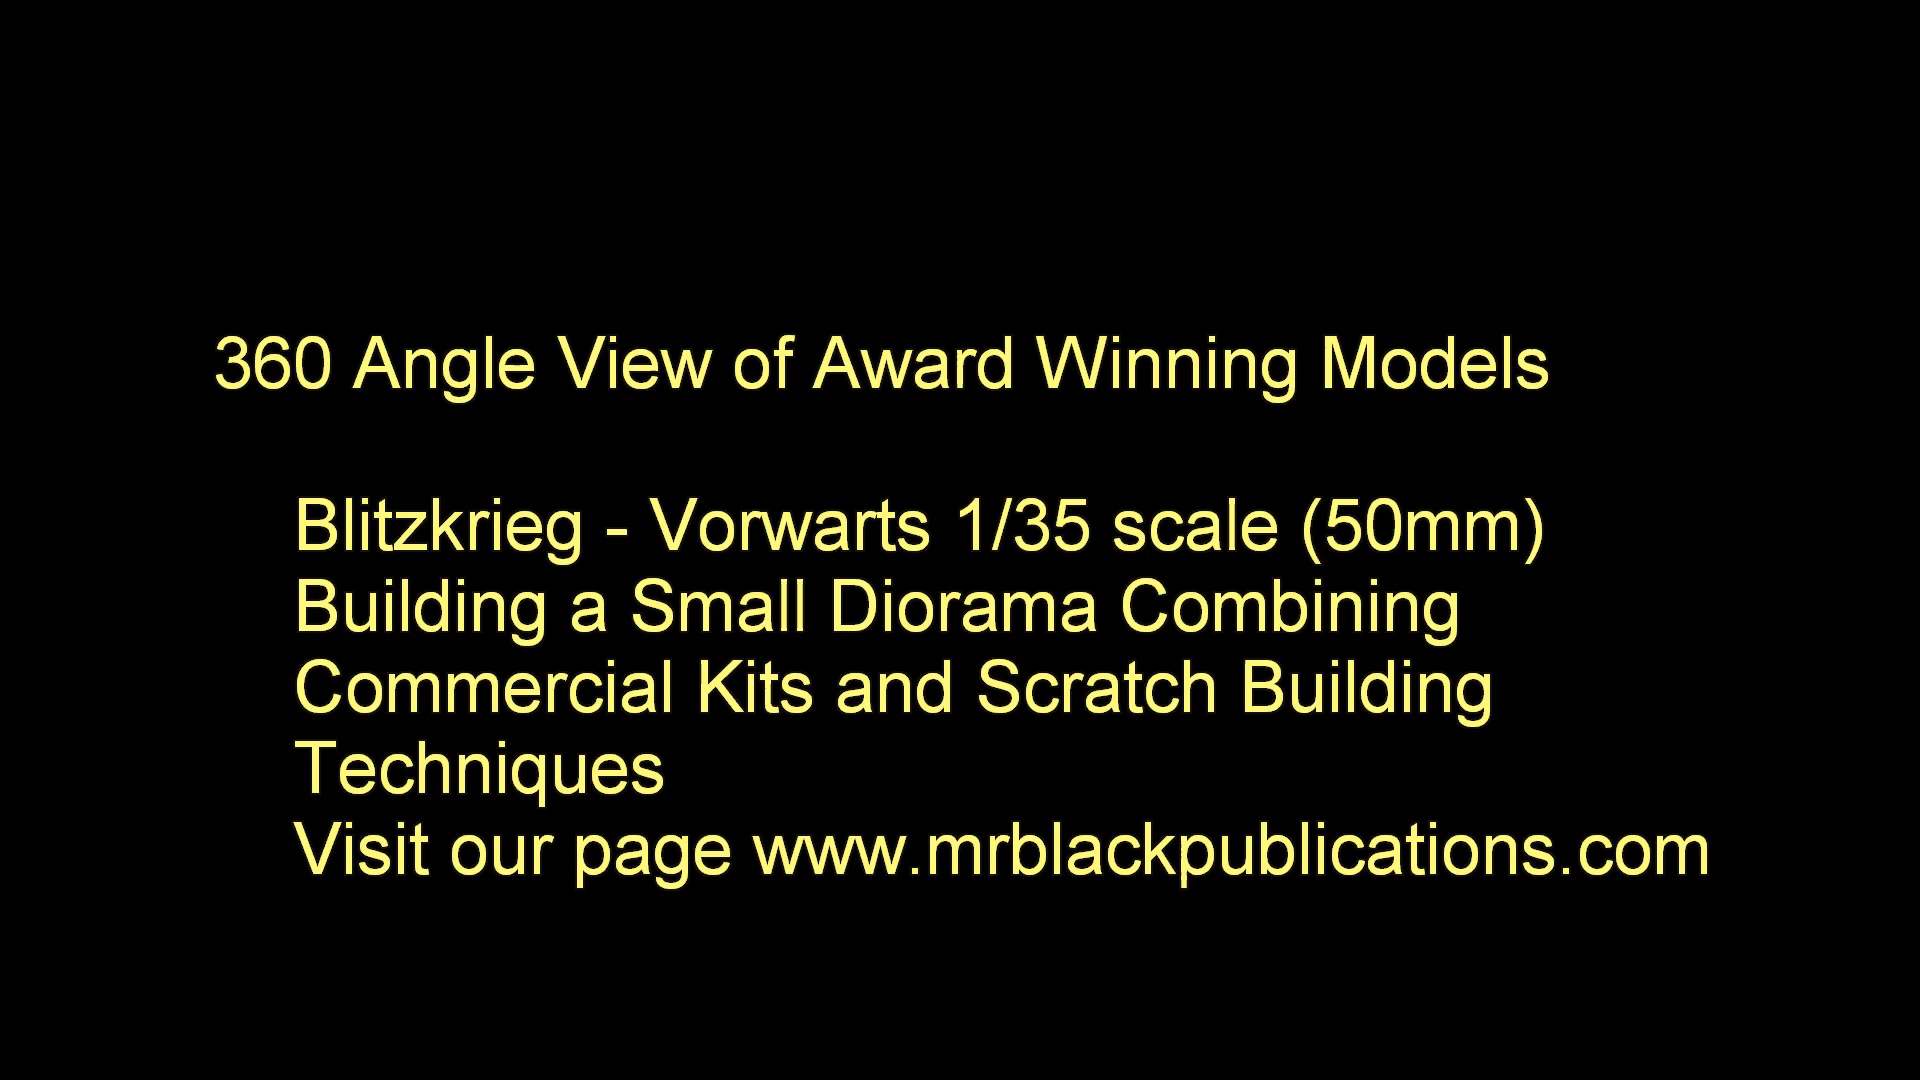 360 Angle View of Award Winning Models
Blitzkrieg - Vorwarts 1/35 scale (50mm)
Building a Small Diorama Combining
Commercial Kits and Scratch Building
Techniques
Visit our page www.mrblackpublications.com